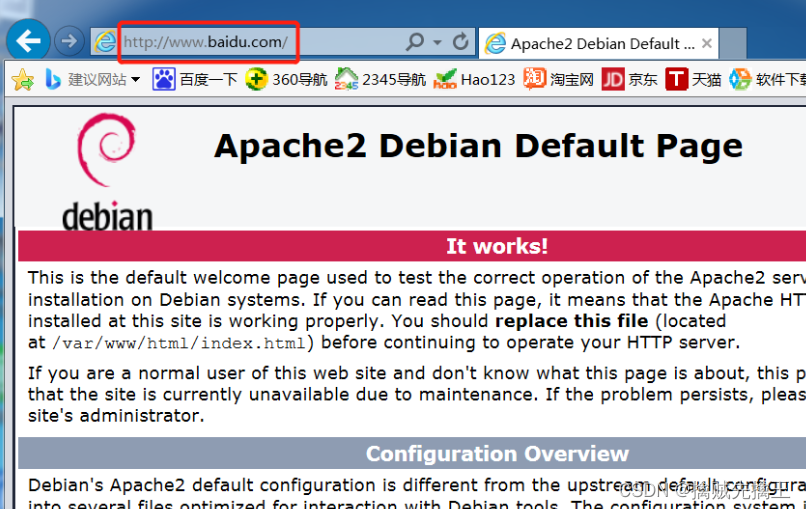 http://www.baidu.com/
Apache2 Debian Default ...
建议网站 百度一下 360导航 2345导航 Hao123 淘宝网 京东 天猫 软件下载
Apache2 Debian Default Page
debian
It works!
This is the default welcome page used to test the correct operation of the Apache2 serv
installation on Debian systems. If you can read this page, it means that the Apache HT
installed at this site is working properly. You should replace this file (located
at /var/www/html/index.html) before continuing to operate your HTTP server.
If you are a normal user of this web site and don't know what this page is about, this p
that the site is currently unavailable due to maintenance. If the problem persists, pleas
site's administrator.
Configuration Overview
Debian's Apache2 default configuration is different from the upstream default configura
into several files optimized for interaction with Debian tools. The configuration system i
CSDN @擒贼先擒王